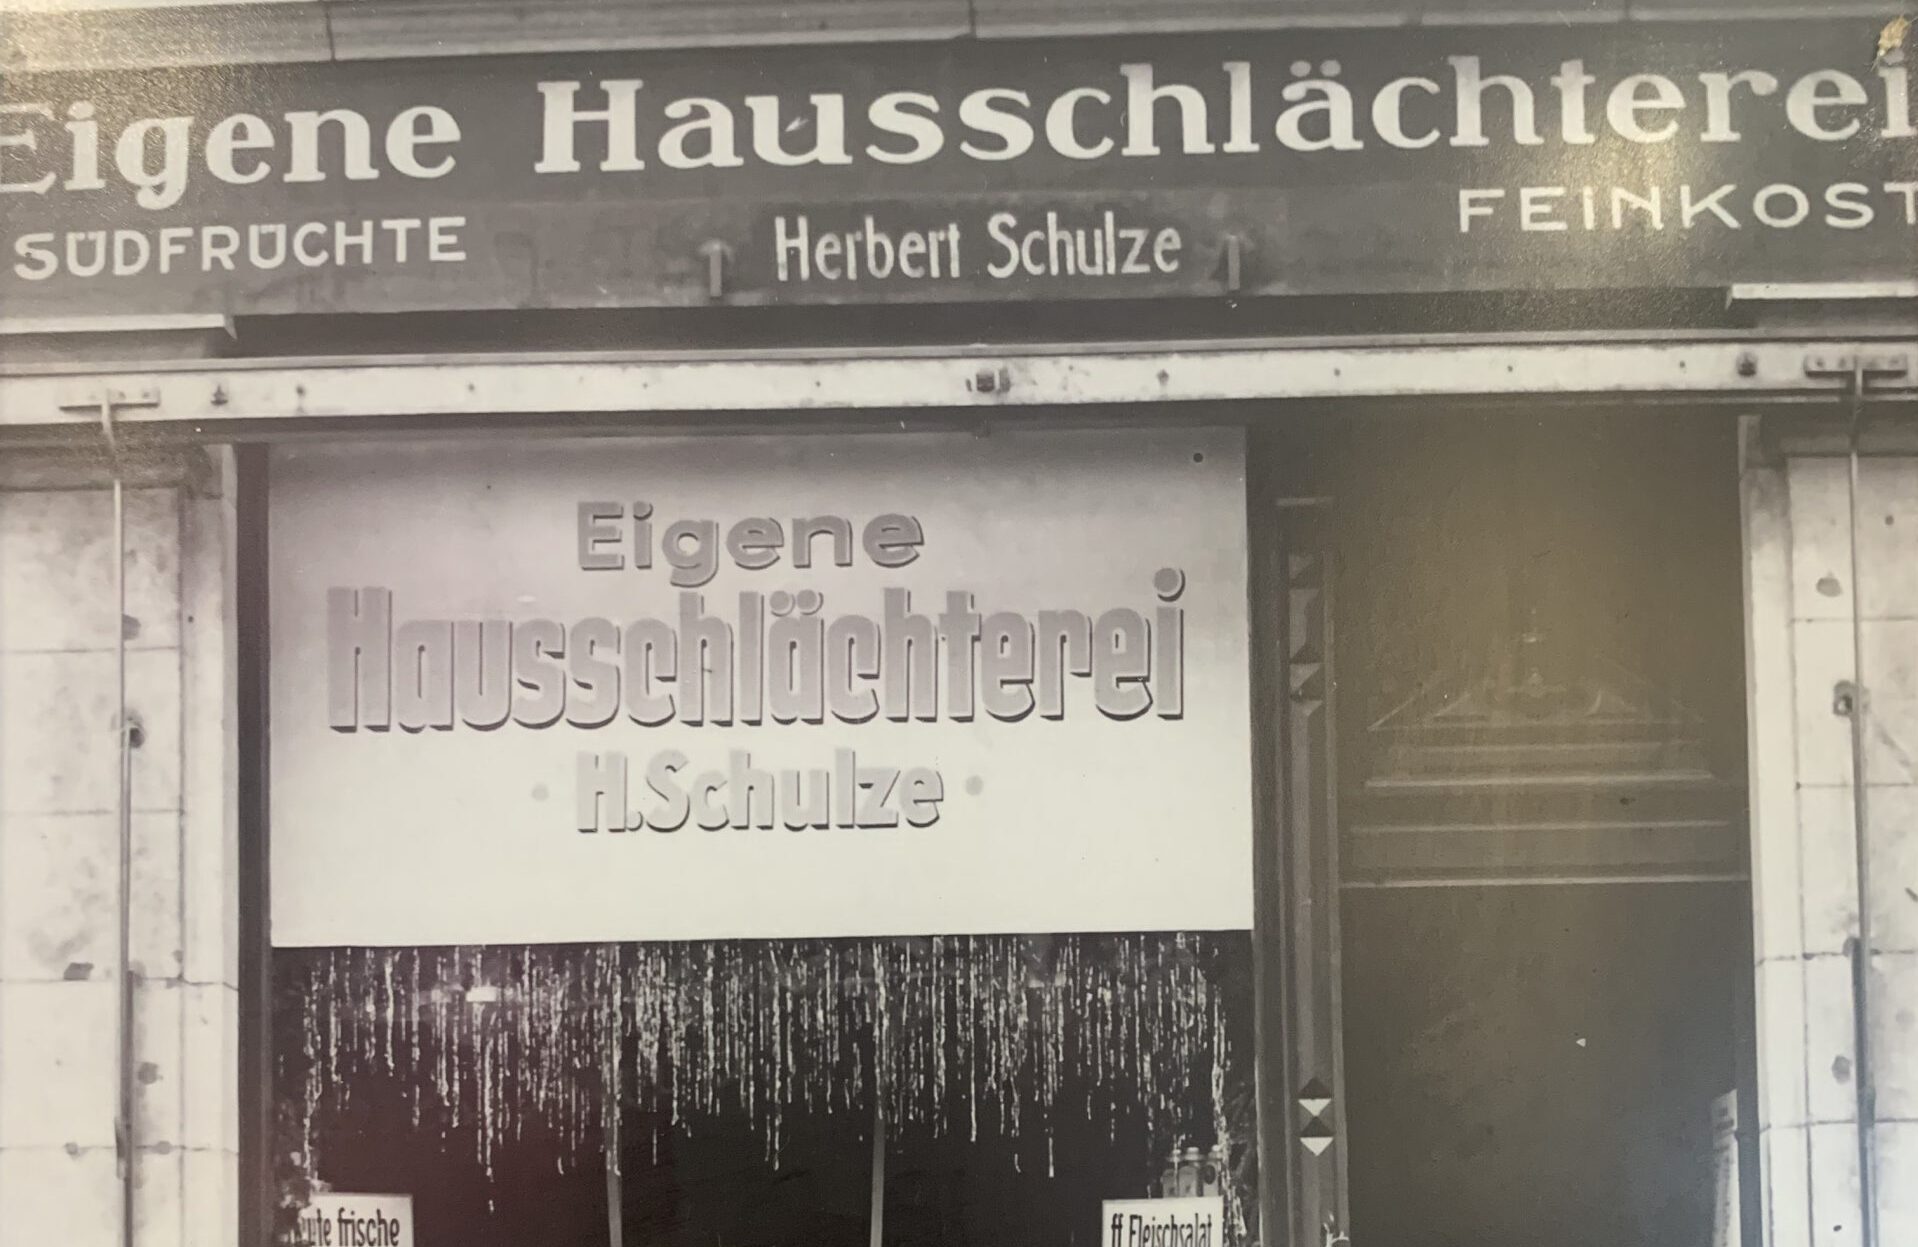 Eigene Hausschlächterei
SÜDFRÜCHTE
Herbert Schulze
FEINKOST
Eigene
Hausschlächterei
H. Schulze
frische
ff Fleischsalat